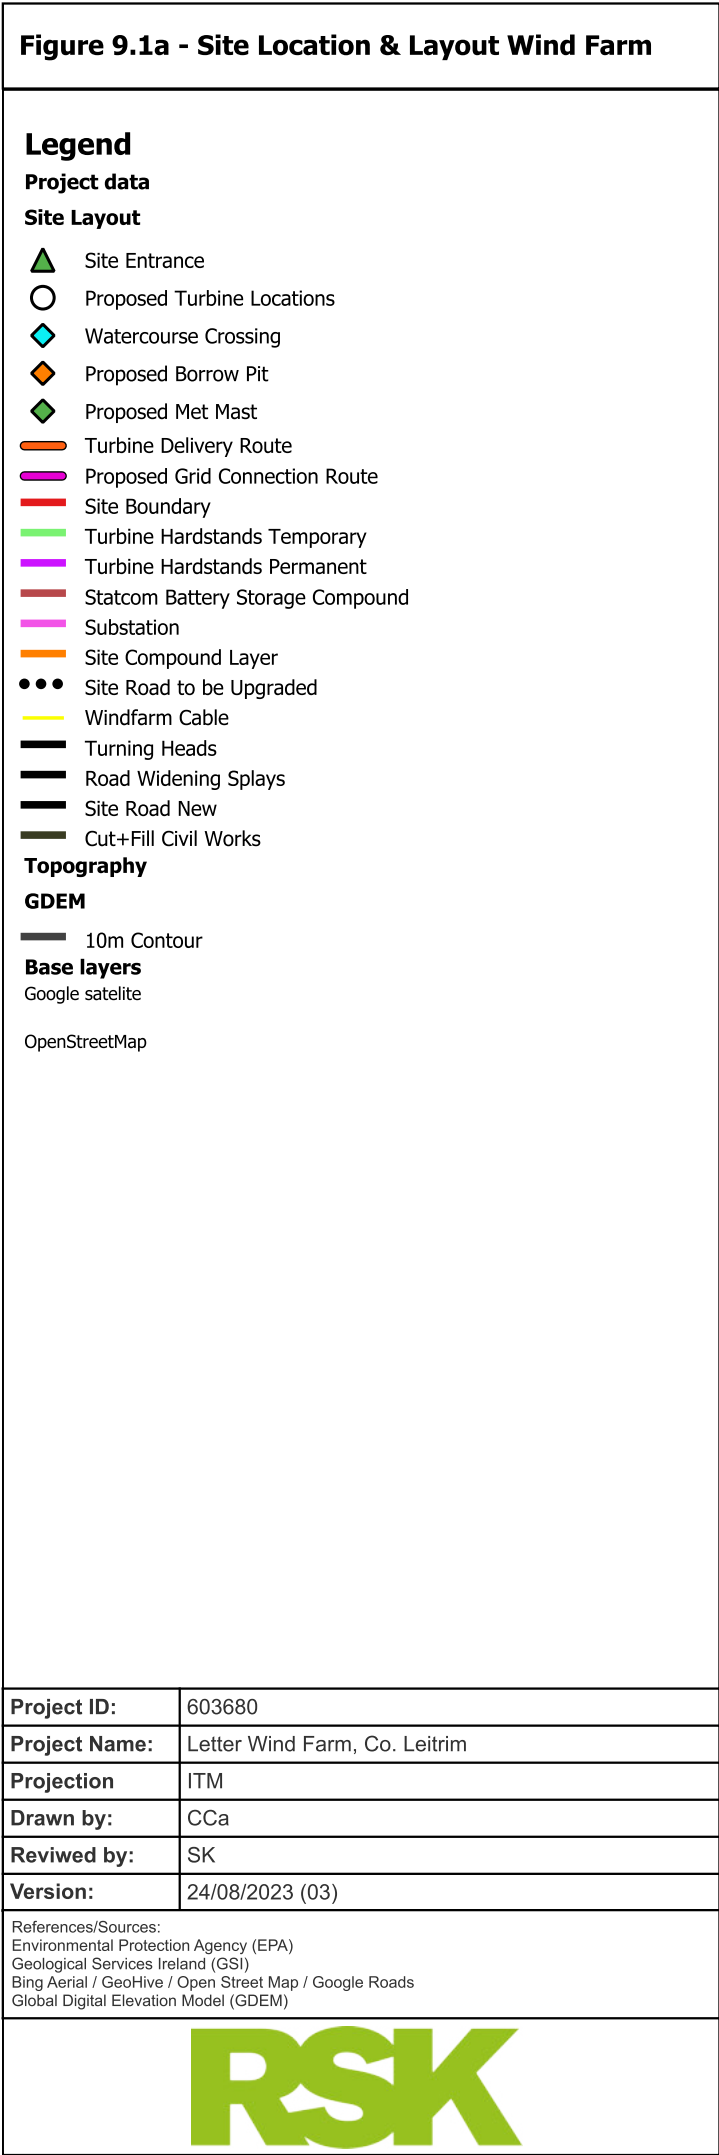 Figure 9.1a - Site Location & Layout Wind Farm
Legend
Project data
Site Layout
Site Entrance
Proposed Turbine Locations
Watercourse Crossing
Proposed Borrow Pit
Proposed Met Mast
Turbine Delivery Route
Proposed Grid Connection Route
Site Boundary
Turbine Hardstands Temporary
Turbine Hardstands Permanent
Statcom Battery Storage Compound
Substation
Site Compound Layer
Site Road to be Upgraded
Windfarm Cable
Turning Heads
Road Widening Splays
Site Road New
Cut+Fill Civil Works
Topography
GDEM
10m Contour
Base layers
Google satelite
OpenStreetMap
Project ID: 603680
Project Name: Letter Wind Farm, Co. Leitrim
Projection ITM
Drawn by: CCa
Reviwed by: SK
Version: 24/08/2023 (03)
References/Sources:
Environmental Protection Agency (EPA)
Geological Services Ireland (GSI)
Bing Aerial / GeoHive / Open Street Map / Google Roads
Global Digital Elevation Model (GDEM)
RSK